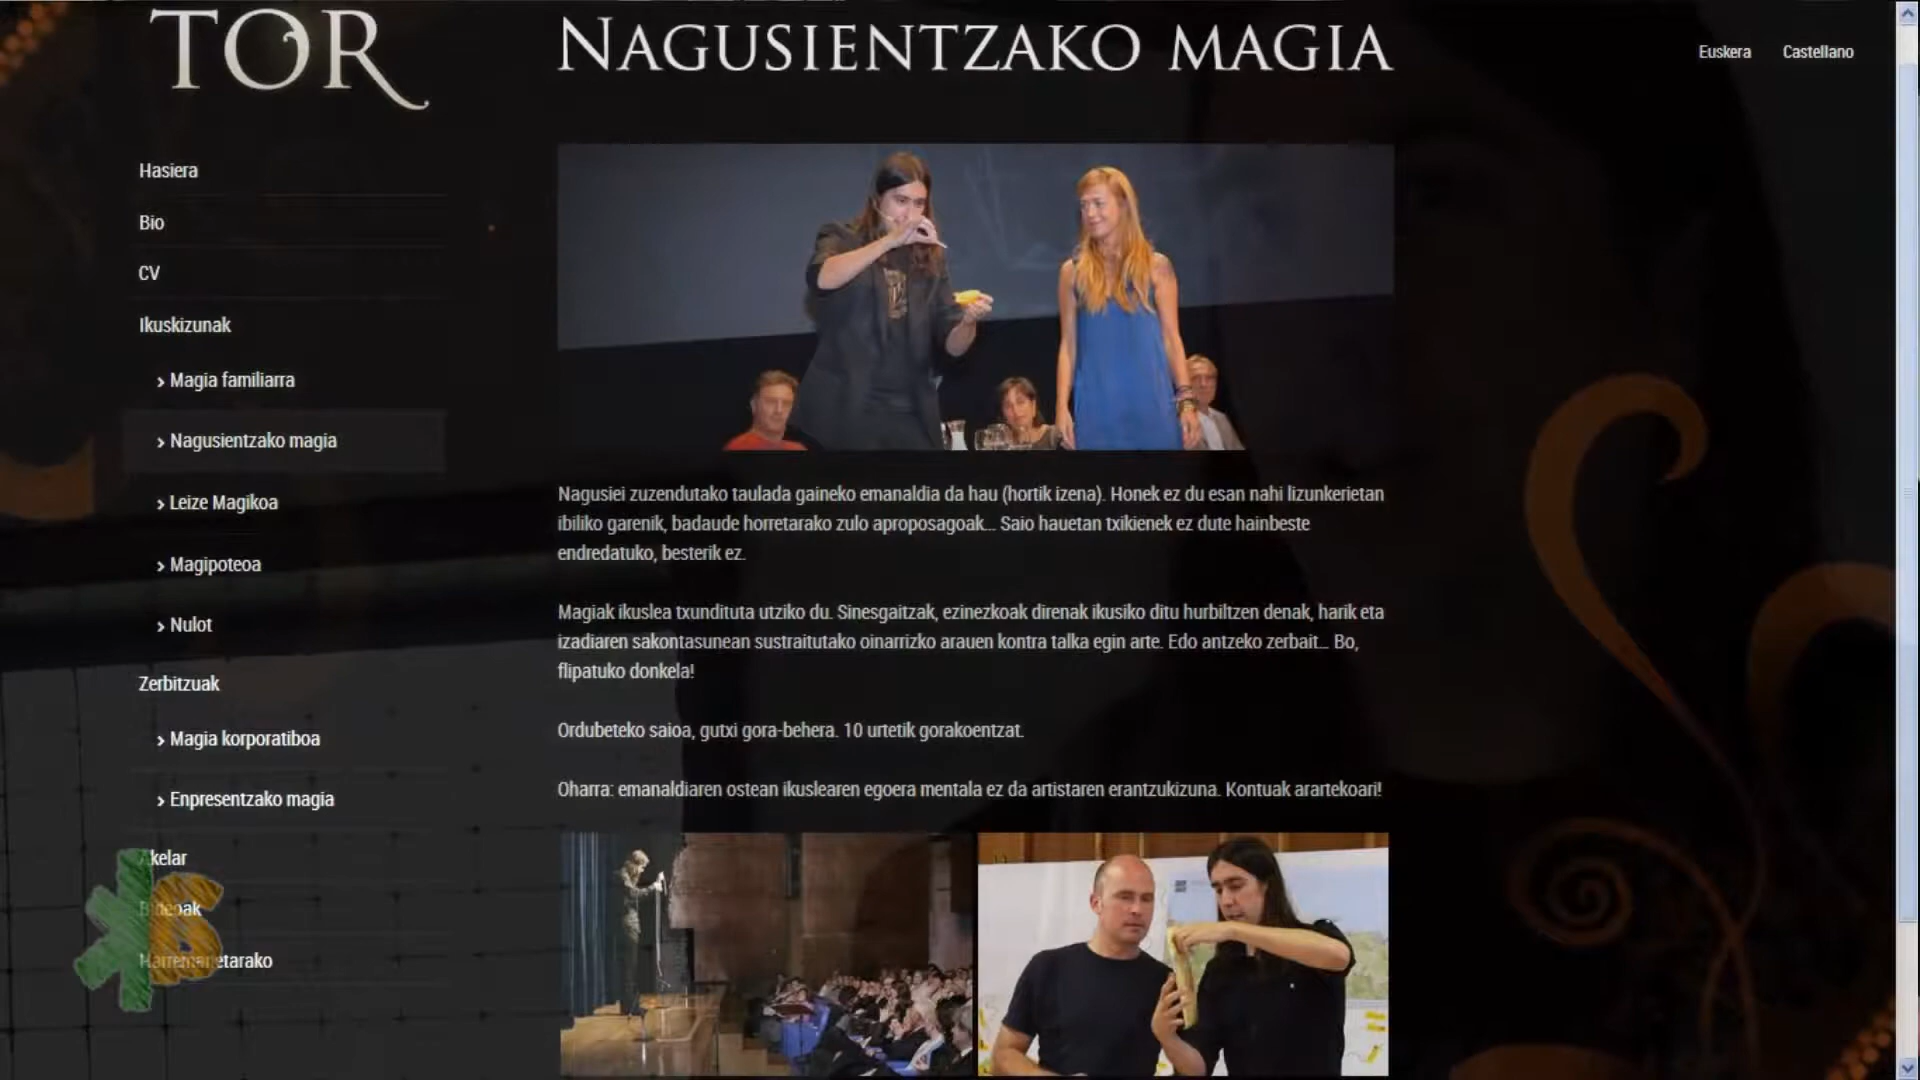 TOR
NAGUSIENTZAKO MAGIA
Euskera
Castellano
Hasiera
Bio
CV
Ikuskizunak
› Magia familiarra
› Nagusientzako magia
› Leize Magikoa
› Magipoteoa
› Nulot
Zerbitzuak
› Magia korporatiboa
› Enpresentzako magia
Akelar
Bideoak
Harremanetarako
Nagusiei zuzendutako taulada gaineko emanaldia da hau (hortik izena). Honek ez du esan nahi lizunkerietan
ibiliko garenik, badaude horretarako zulo aproposagoak... Saio hauetan txikienek ez dute hainbeste
endredatuko, besterik ez.
Magiak ikuslea txundituta utziko du. Sinesgaitzak, ezinezkoak direnak ikusiko ditu hurbiltzen denak, harik eta
izadiaren sakontasunean sustraitutako oinarrizko arauen kontra talka egin arte. Edo antzeko zerbait... Bo,
flipatuko donkela!
Ordubeteko saioa, gutxi gora-behera. 10 urtetik gorakoentzat.
Oharra: emanaldiaren ostean ikuslearen egoera mentala ez da artistaren erantzukizuna. Kontuak arartekoari!